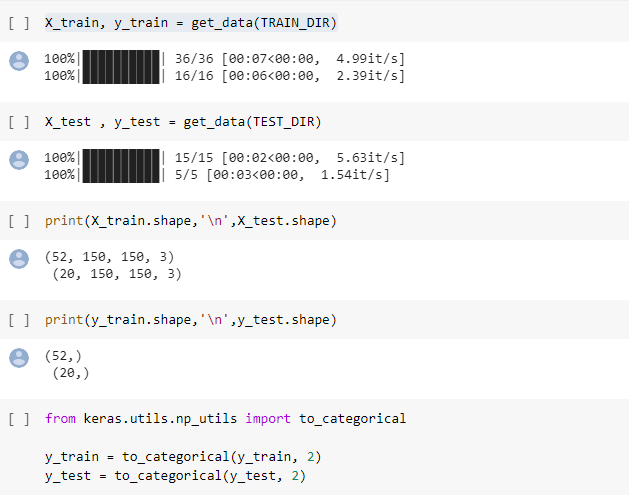 [ ] X_train, y_train = get_data(TRAIN_DIR)
100%|██████████| 36/36 [00:07<00:00,  4.99it/s]
100%|██████████| 16/16 [00:06<00:00,  2.39it/s]
[ ] X_test , y_test = get_data(TEST_DIR)
100%|██████████| 15/15 [00:02<00:00,  5.63it/s]
100%|██████████| 5/5 [00:03<00:00,  1.54it/s]
[ ] print(X_train.shape,'\n',X_test.shape)
(52, 150, 150, 3)
 (20, 150, 150, 3)
[ ] print(y_train.shape,'\n',y_test.shape)
(52,)
 (20,)
[ ] from keras.utils.np_utils import to_categorical
y_train = to_categorical(y_train, 2)
y_test = to_categorical(y_test, 2)